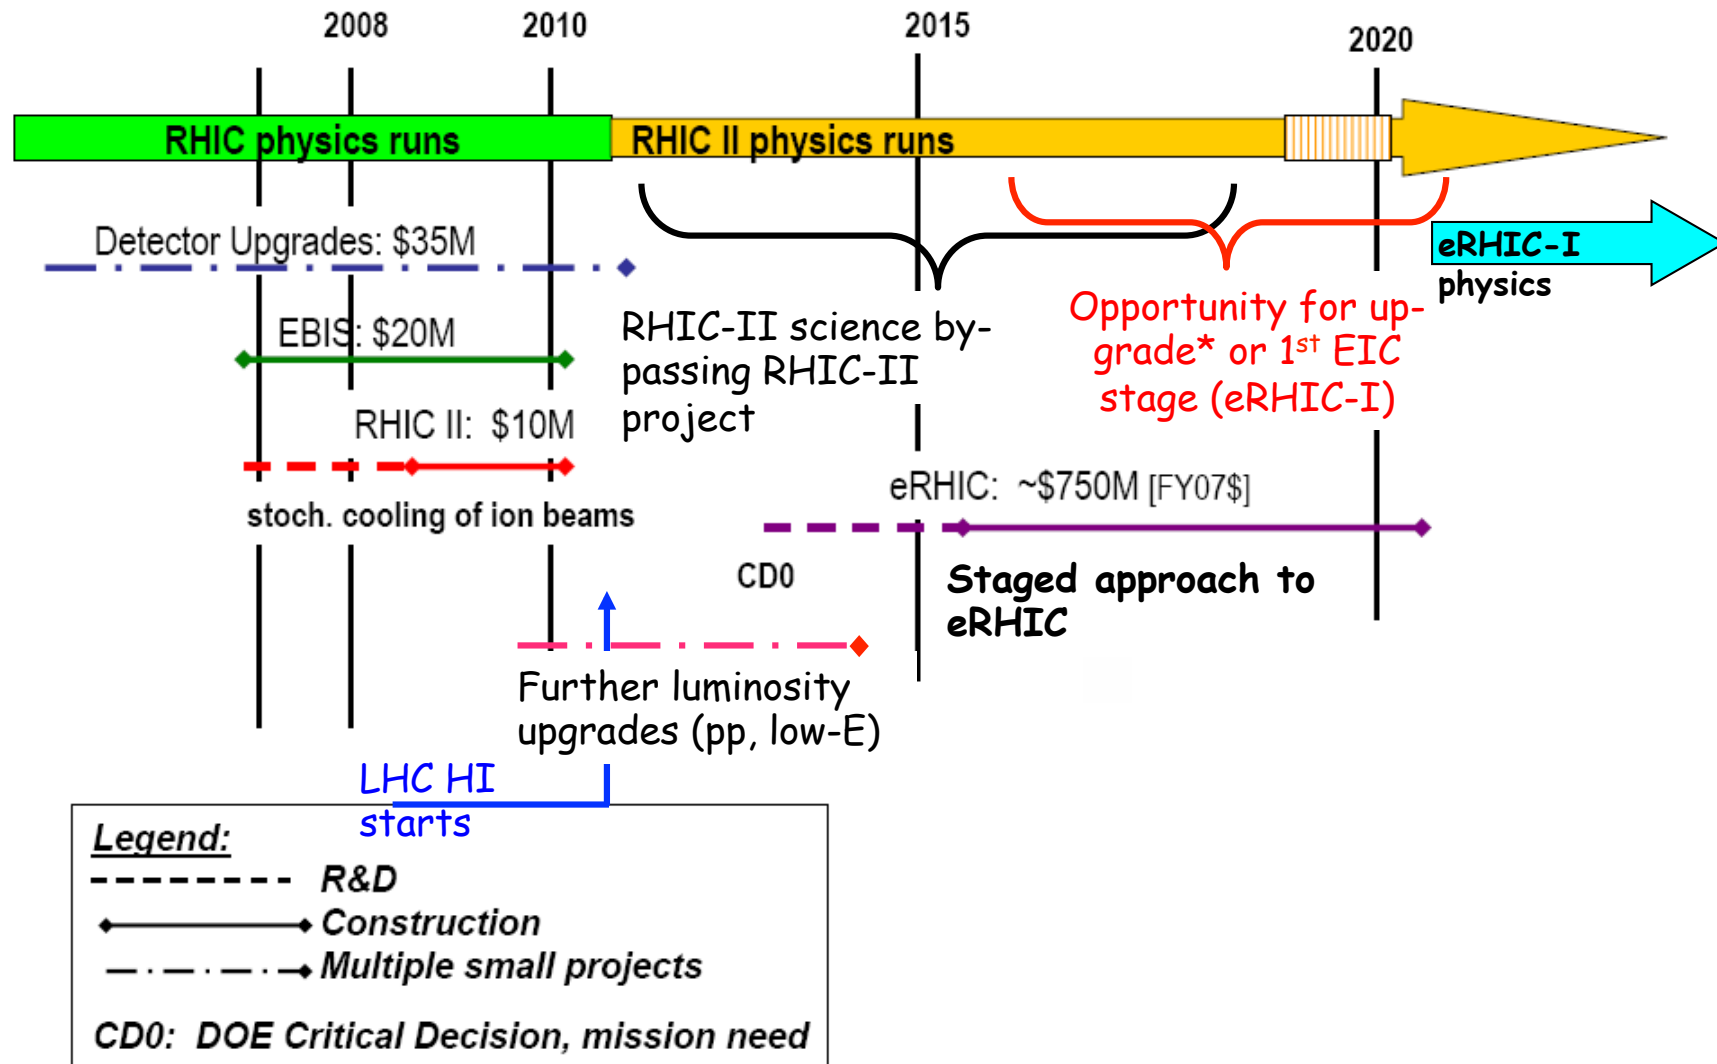 2008
2010
2015
2020
RHIC physics runs
RHIC II physics runs
Detector Upgrades: $35M
eRHIC-I
physics
EBIS: $20M
RHIC-II science by-
passing RHIC-II
project
Opportunity for up-
grade* or 1st EIC
stage (eRHIC-I)
RHIC II: $10M
stoch. cooling of ion beams
eRHIC: ~$750M [FY07$]
CD0
Staged approach to
eRHIC
Further luminosity
upgrades (pp, low-E)
LHC HI
starts
Legend:
R&D
Construction
Multiple small projects
CD0: DOE Critical Decision, mission need